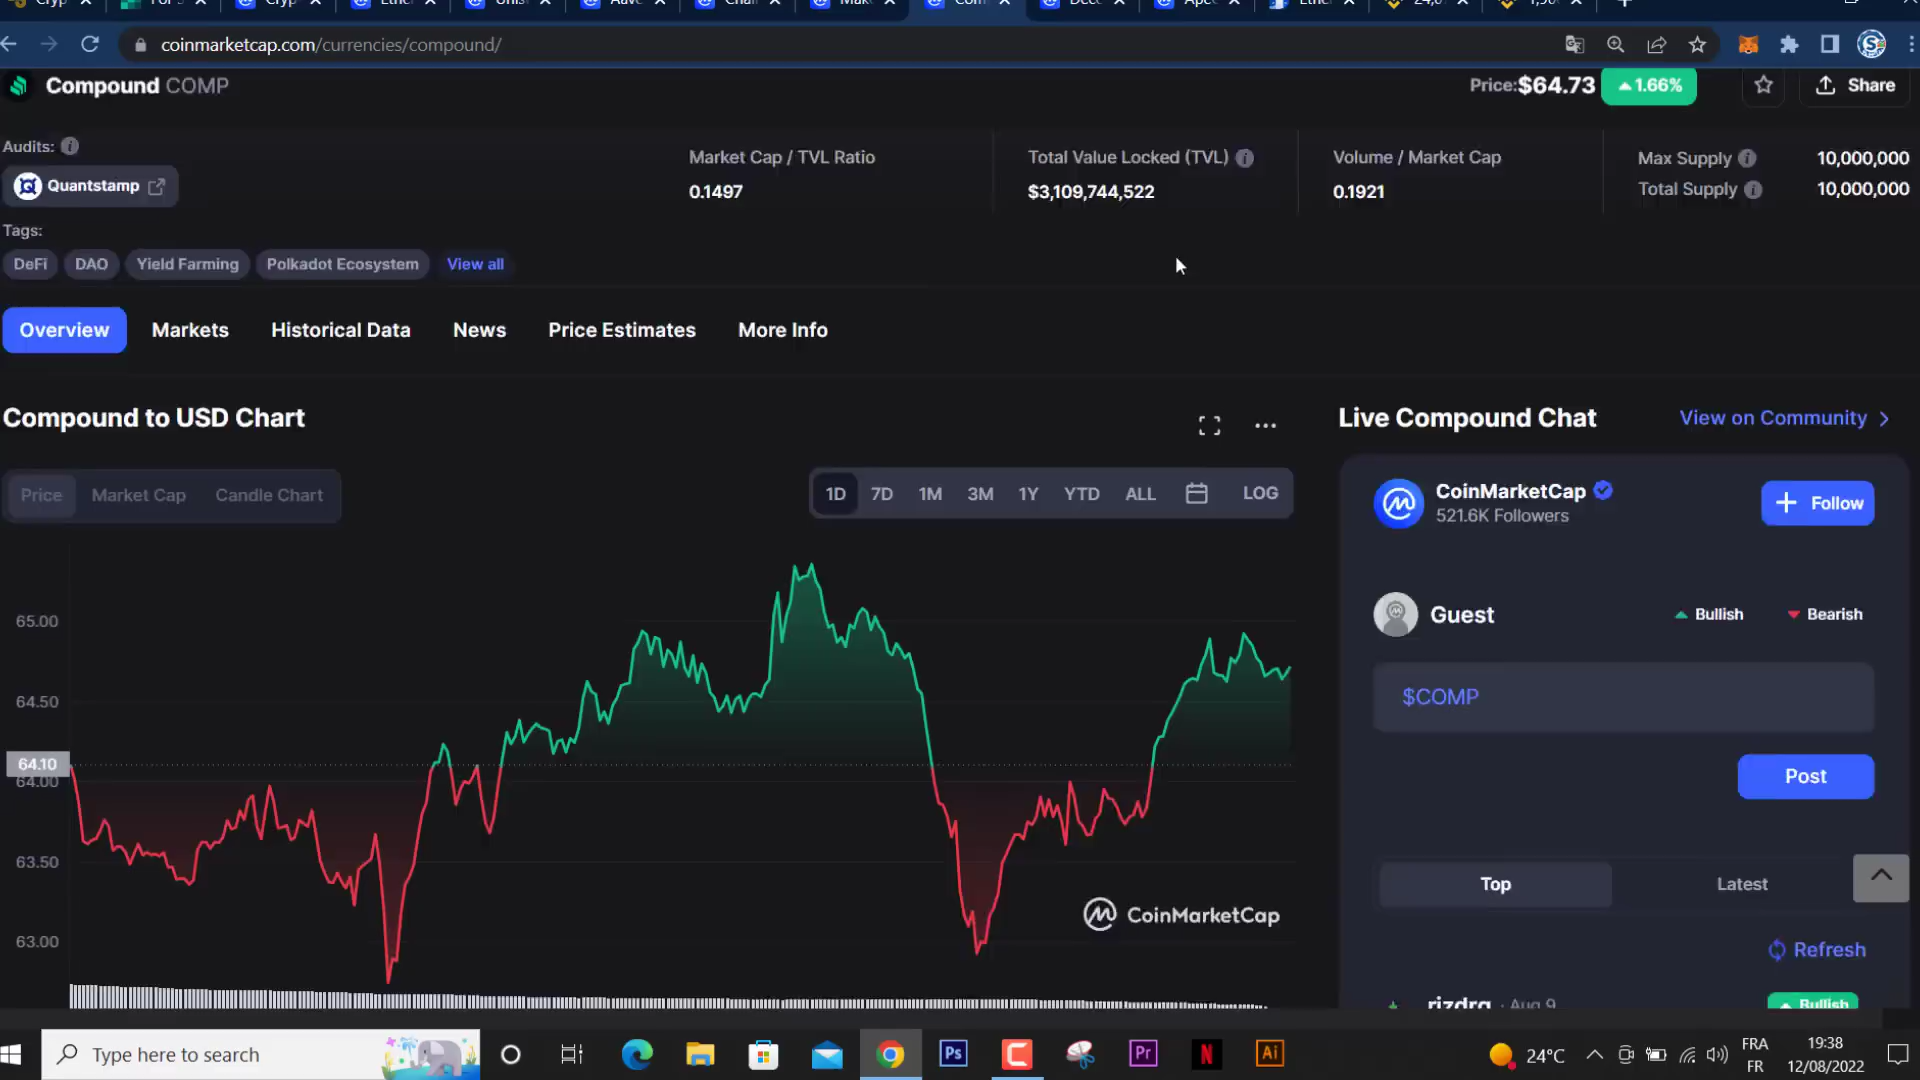 coinmarketcap.com/currencies/compound/
Compound COMP
Price:$64.73
1.66%
Share
Audits:
Quantstamp
Market Cap / TVL Ratio
0.1497
Total Value Locked (TVL)
$3,109,744,522
Volume / Market Cap
0.1921
Max Supply
10,000,000
Total Supply
10,000,000
Tags:
DeFi
DAO
Yield Farming
Polkadot Ecosystem
View all
Overview
Markets
Historical Data
News
Price Estimates
More Info
Compound to USD Chart
Price
Market Cap
Candle Chart
1D
7D
1M
3M
1Y
YTD
ALL
LOG
65.00
64.50
64.10
64.00
63.50
63.00
CoinMarketCap
Live Compound Chat
View on Community
CoinMarketCap
521.6K Followers
Follow
Guest
Bullish
Bearish
$COMP
Post
Top
Latest
Refresh
rizdrq · Aug 9
Bullish
Type here to search
Ps
Pr
N
Ai
24°C
FRA
FR
19:38
12/08/2022